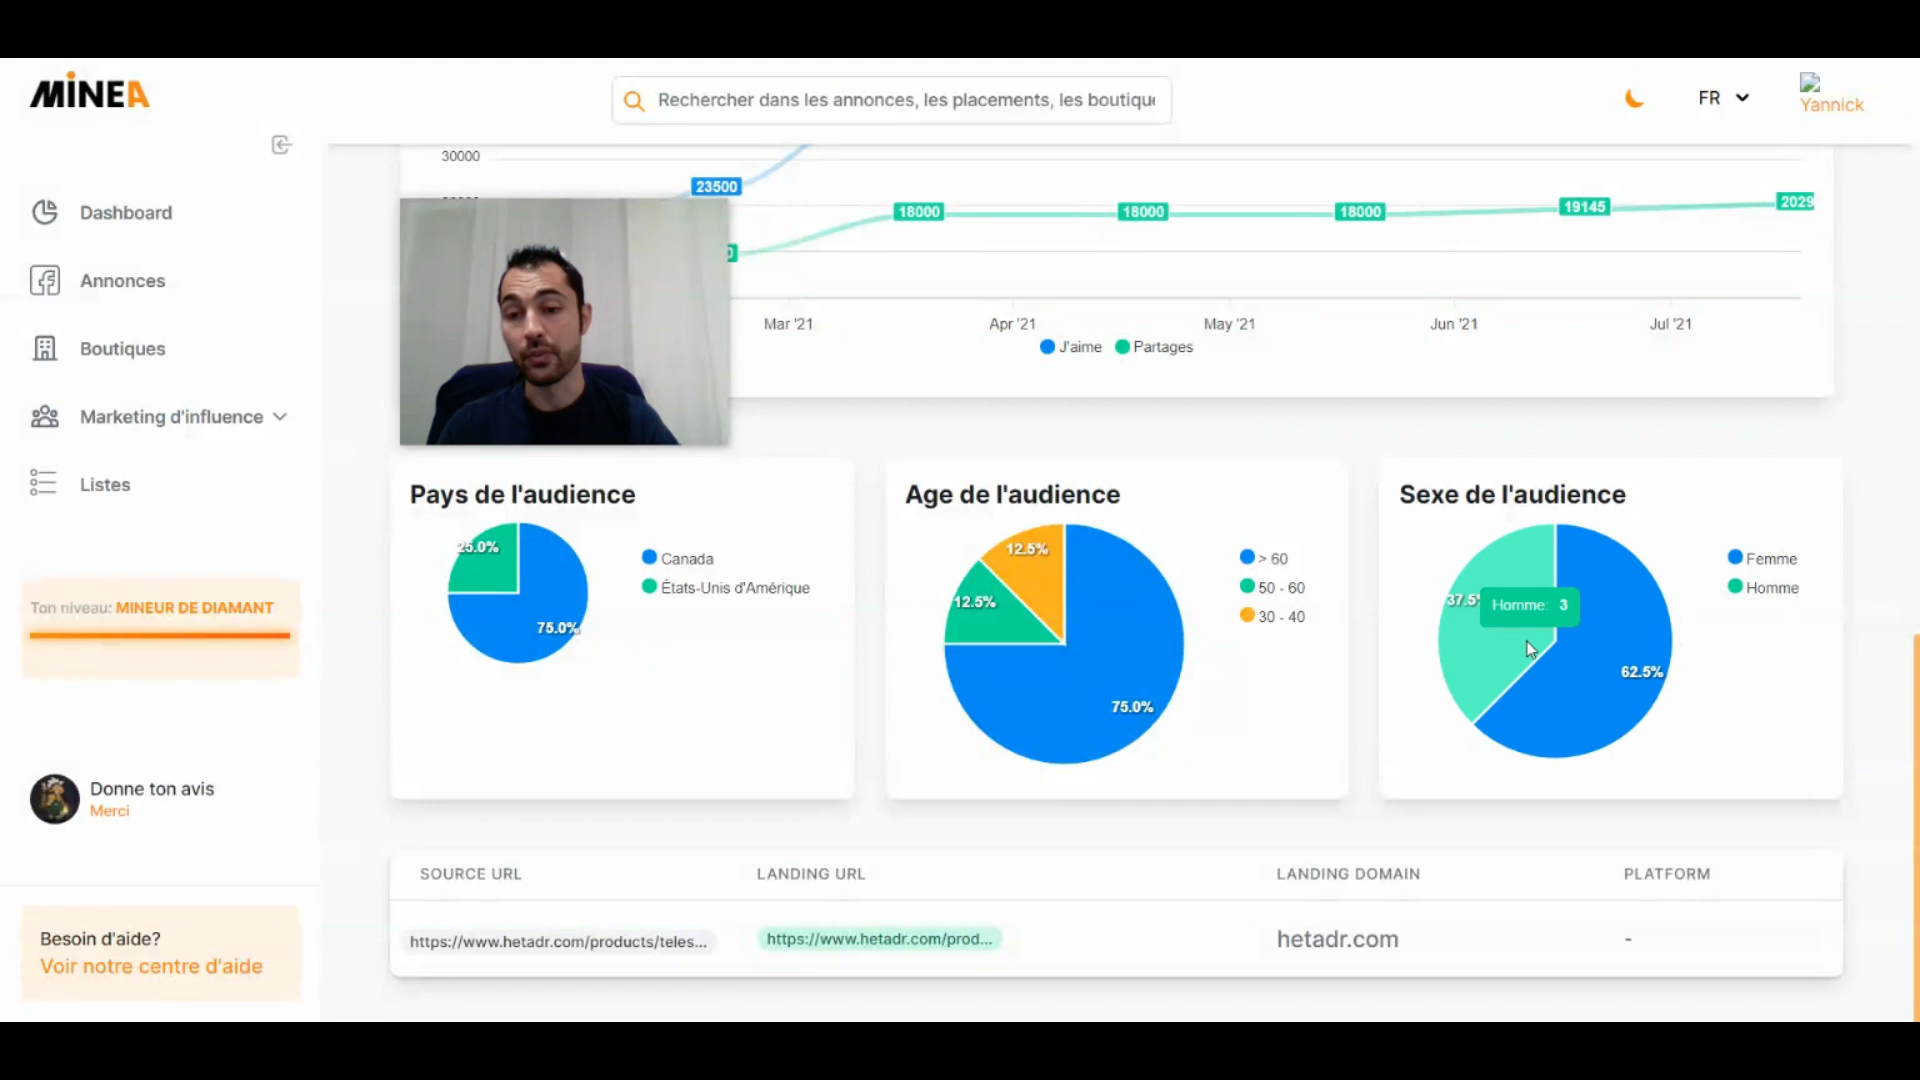 MINEA
Rechercher dans les annonces, les placements, les boutiqu
FR
Yannick
Dashboard
Annonces
Boutiques
Marketing d'influence
Listes
Ton niveau: MINEUR DE DIAMANT
Donne ton avis
Merci
Besoin d'aide?
Voir notre centre d'aide
30000
23500
18000
18000
18000
19145
2029
Mar '21
Apr '21
May '21
Jun '21
Jul '21
J'aime
Partages
Pays de l'audience
25.0%
75.0%
Canada
États-Unis d'Amérique
Age de l'audience
12.5%
12.5%
75.0%
> 60
50 - 60
30 - 40
Sexe de l'audience
37.5
Homme: 3
62.5%
Femme
Homme
SOURCE URL
LANDING URL
LANDING DOMAIN
PLATFORM
https://www.hetadr.com/products/teles...
https://www.hetadr.com/prod...
hetadr.com
-